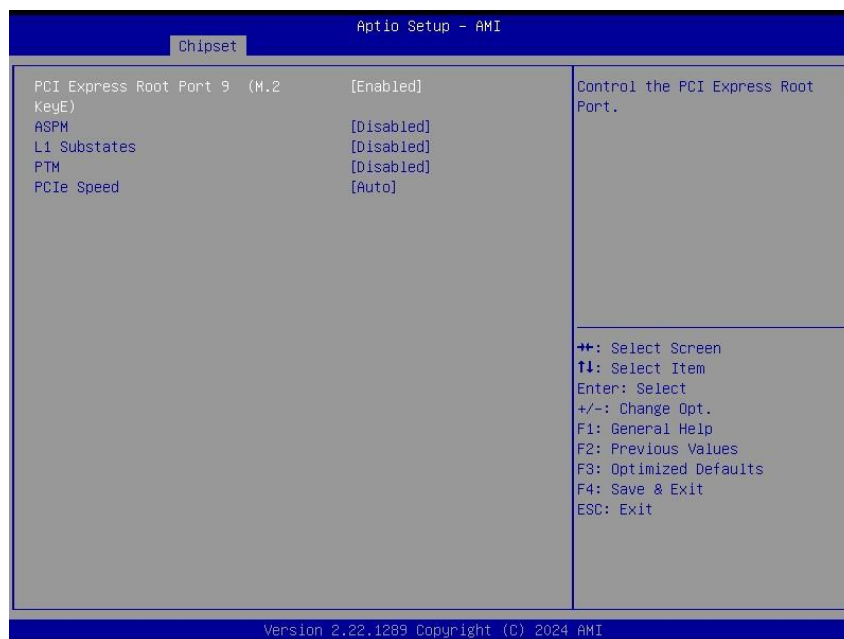 Aptio Setup – AMI
Chipset
PCI Express Root Port 9 (M.2 [Enabled]
KeyE)
ASPM [Disabled]
L1 Substates [Disabled]
PTM [Disabled]
PCIe Speed [Auto]
Control the PCI Express Root
Port.
→←: Select Screen
↑↓: Select Item
Enter: Select
+/-: Change Opt.
F1: General Help
F2: Previous Values
F3: Optimized Defaults
F4: Save & Exit
ESC: Exit
Version 2.22.1289 Copyright (C) 2024 AMI